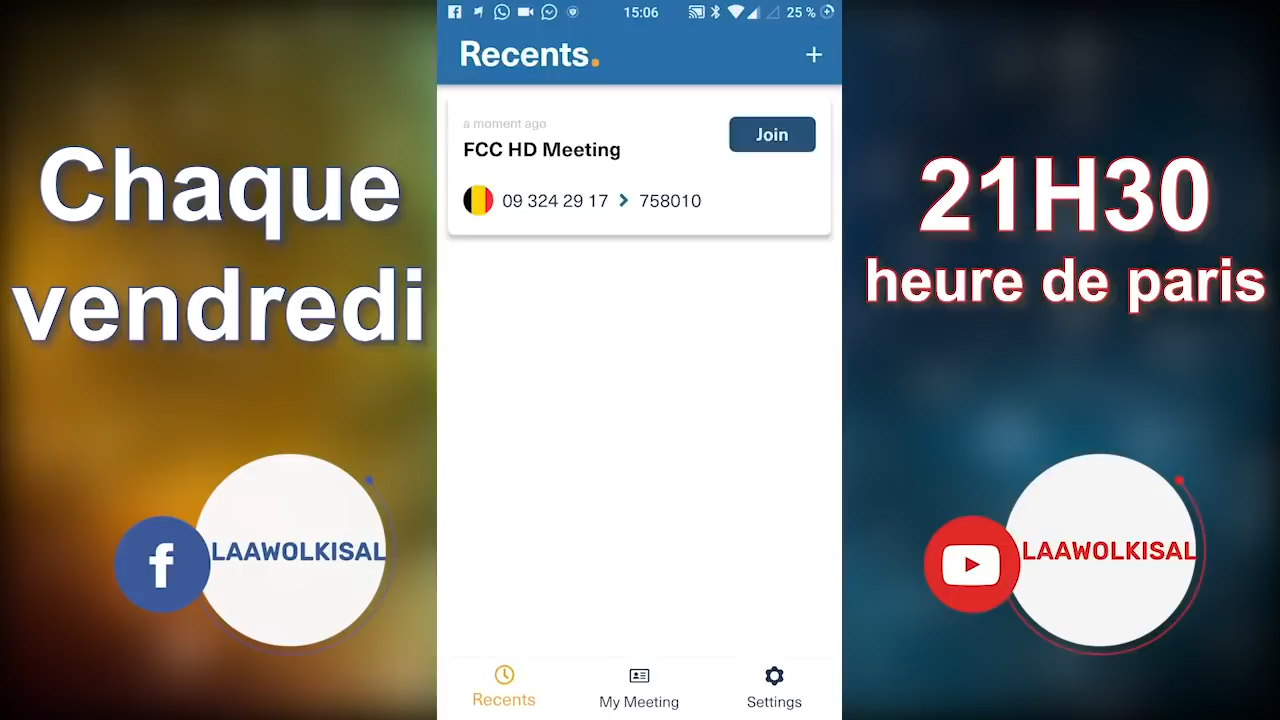 Chaque
vendredi
LAAWOLKISAL
15:06
25 %
Recents.
a moment ago
FCC HD Meeting
Join
09 324 29 17
758010
Recents
My Meeting
Settings
21H30
heure de paris
LAAWOLKISAL